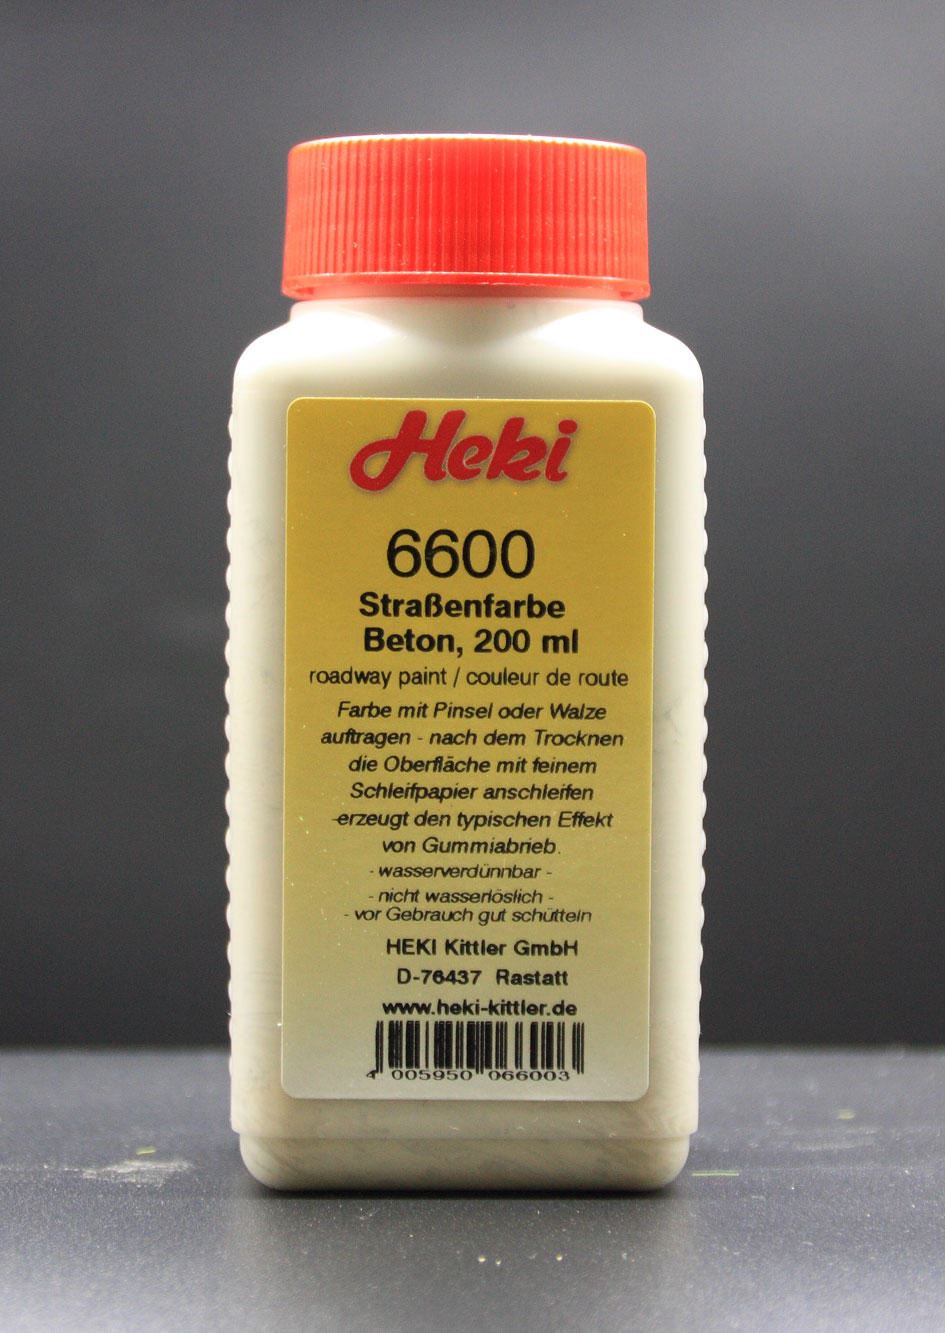 Heki
6600
Straßenfarbe
Beton, 200 ml
roadway paint / couleur de route
Farbe mit Pinsel oder Walze
auftragen - nach dem Trocknen
die Oberfläche mit feinem
Schleifpapier anschleifen
-erzeugt den typischen Effekt
von Gummiabrieb.
- wasserverdünnbar -
- nicht wasserlöslich -
- vor Gebrauch gut schütteln
HEKI Kittler GmbH
D-76437 Rastatt
www.heki-kittler.de
4 005950 066003